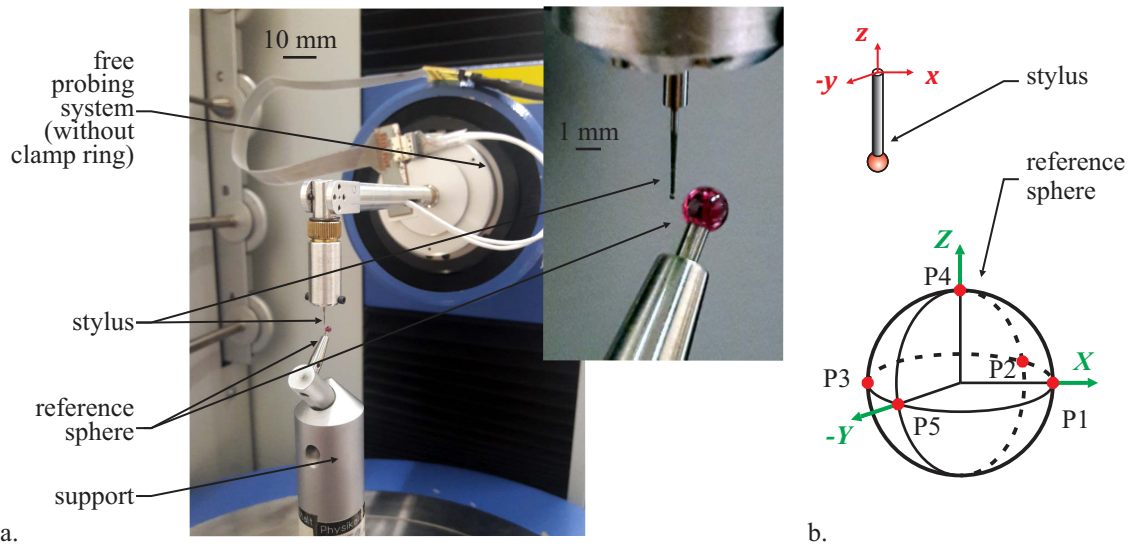 free
probing
system
(without
clamp ring)
10 mm
1 mm
stylus
reference
sphere
support
Physikal
a.
z
-y
x
stylus
reference
sphere
Z
P4
P3
P2
X
P1
P5
-Y
b.